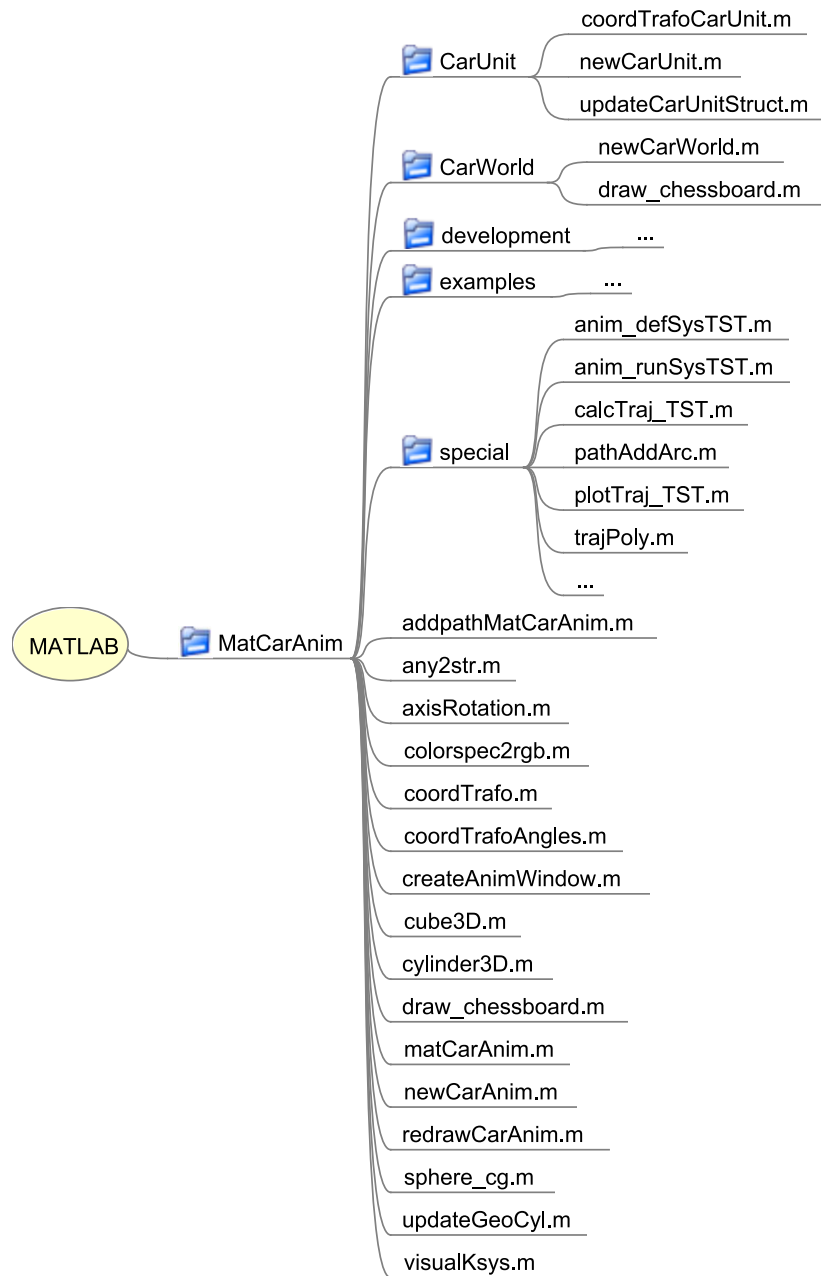 coordTrafoCarUnit.m
CarUnit
newCarUnit.m
updateCarUnitStruct.m
newCarWorld.m
CarWorld
draw_chessboard.m
development
...
examples
...
anim_defSysTST.m
anim_runSysTST.m
calcTraj_TST.m
special
pathAddArc.m
plotTraj_TST.m
trajPoly.m
...
MATLAB
MatCarAnim
addpathMatCarAnim.m
any2str.m
axisRotation.m
colorspec2rgb.m
coordTrafo.m
coordTrafoAngles.m
createAnimWindow.m
cube3D.m
cylinder3D.m
draw_chessboard.m
matCarAnim.m
newCarAnim.m
redrawCarAnim.m
sphere_cg.m
updateGeoCyl.m
visualKsys.m